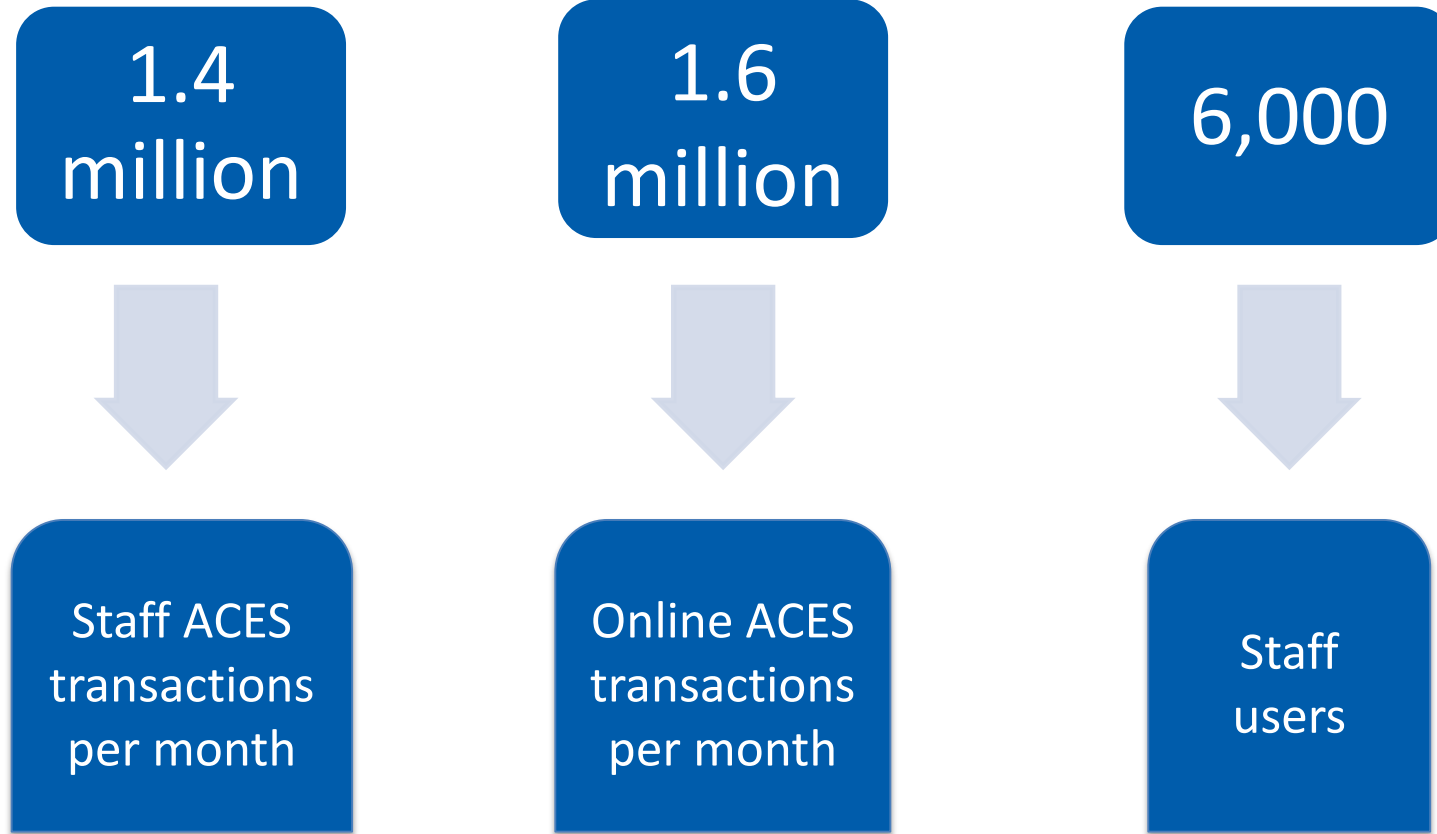 1.4
million
1.6
million
6,000
Staff ACES
transactions
per month
Online ACES
transactions
per month
Staff
users